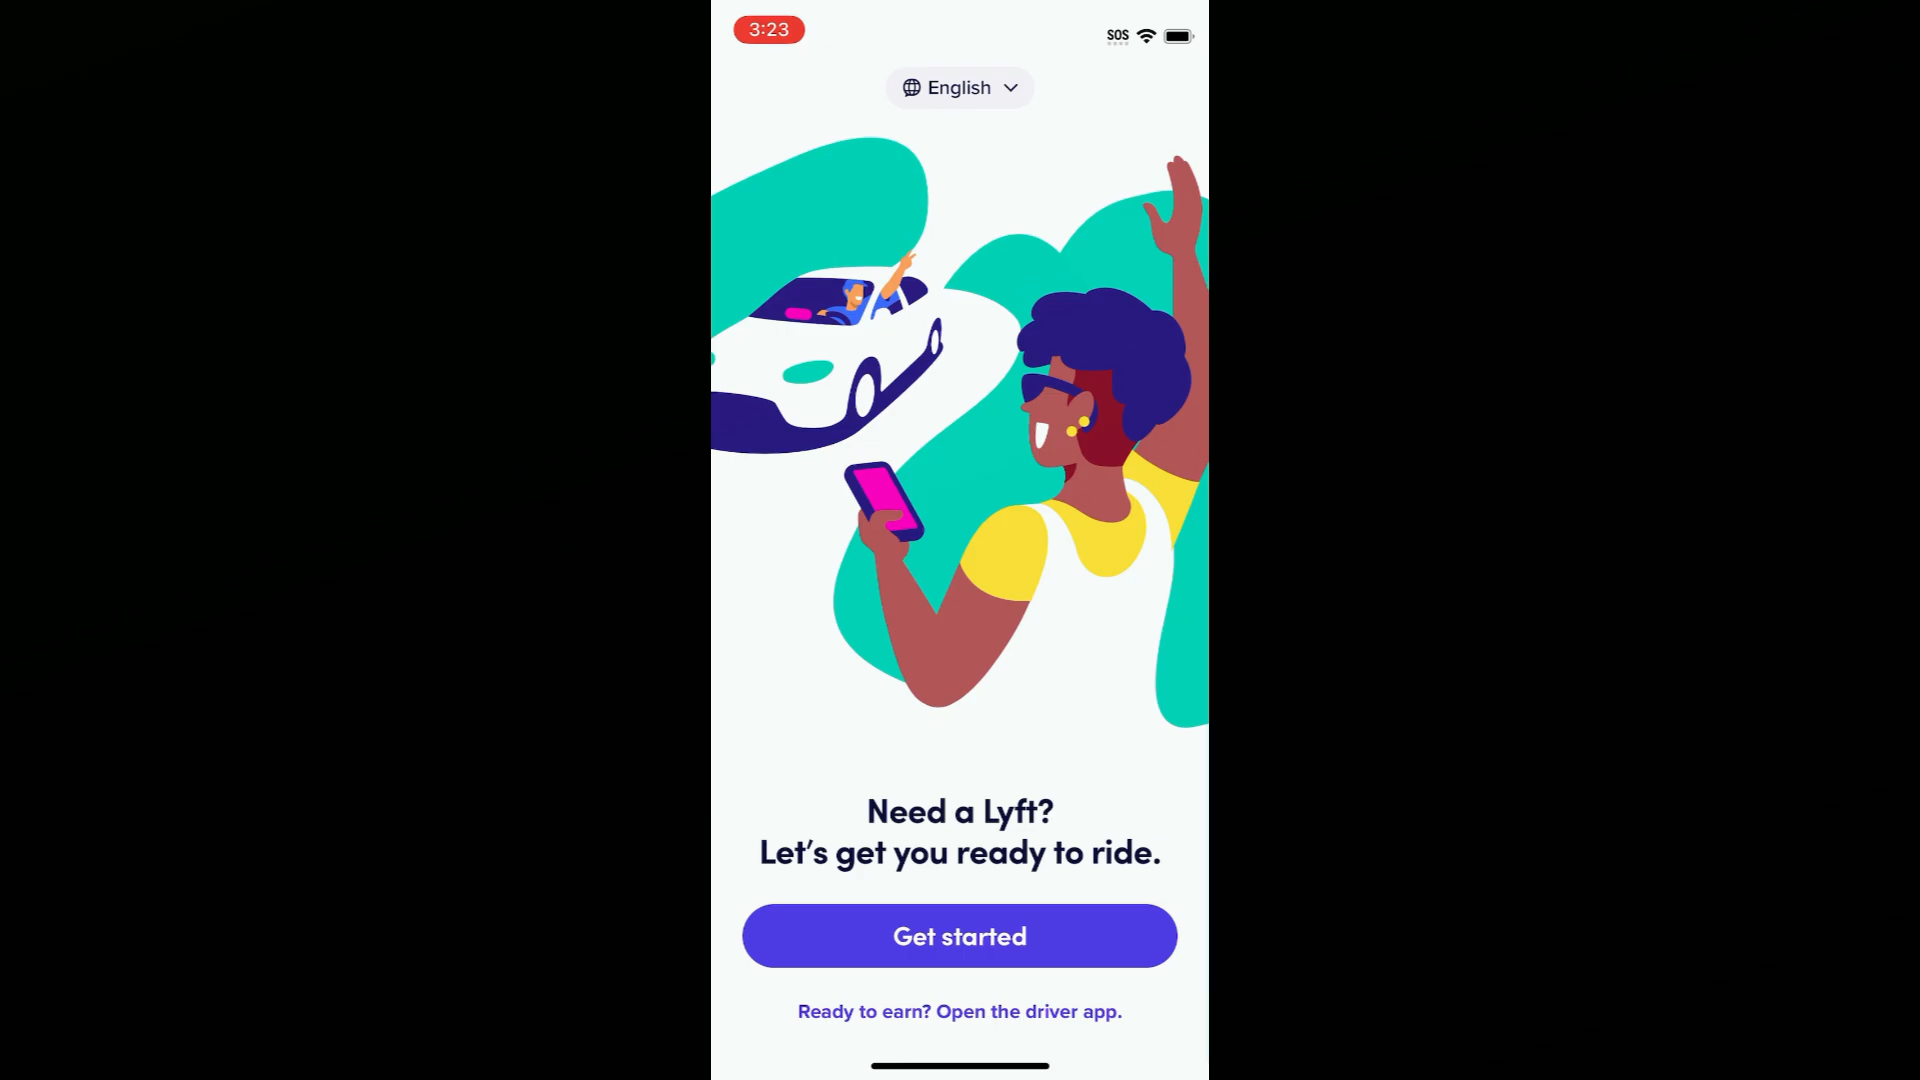 3:23
SOS
English
Need a Lyft?
Let's get you ready to ride.
Get started
Ready to earn? Open the driver app.